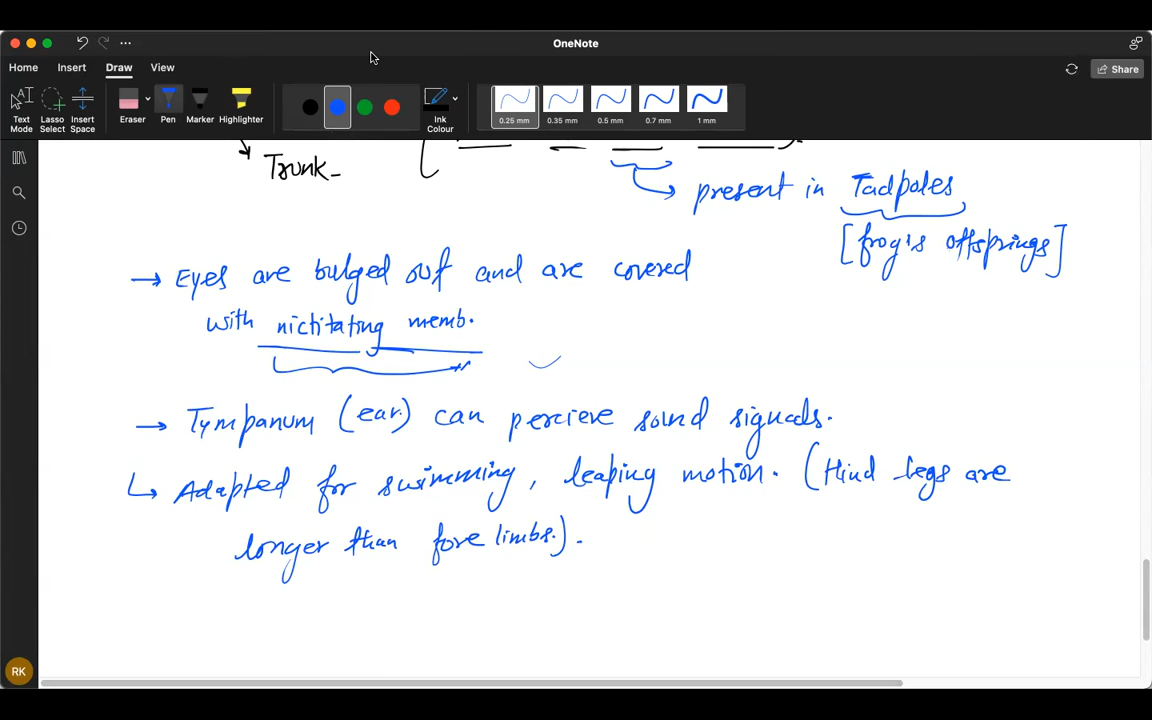 OneNote
Home Insert Draw View
Share
Text Mode
Lasso Select
Insert Space
Eraser
Pen
Marker
Highlighter
Ink Colour
0.25 mm
0.35 mm
0.5 mm
0.7 mm
1 mm
Trunk
present in Tadpoles
[frog's offsprings]
→ Eyes are bulged out and are covered
with nictitating memb.
→ Tympanum (ear) can percieve sound signals.
↳ Adapted for swimming, leaping motion. (Hind legs are
longer than fore limbs.).
RK